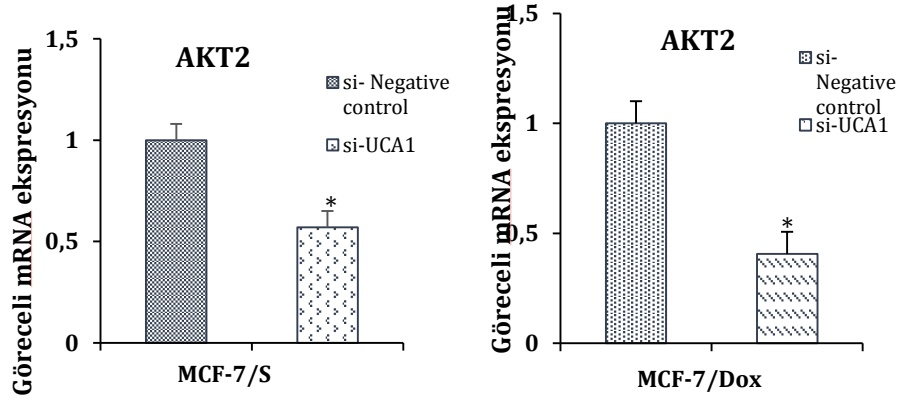 AKT2
Göreceli mRNA ekspresyonu
1,5
1
0,5
0
si- Negative
control
si-UCA1
*
MCF-7/S
AKT2
Göreceli mRNA ekspresyonu
1,5
1
0,5
0
si-
Negative
control
si-UCA1
*
MCF-7/Dox